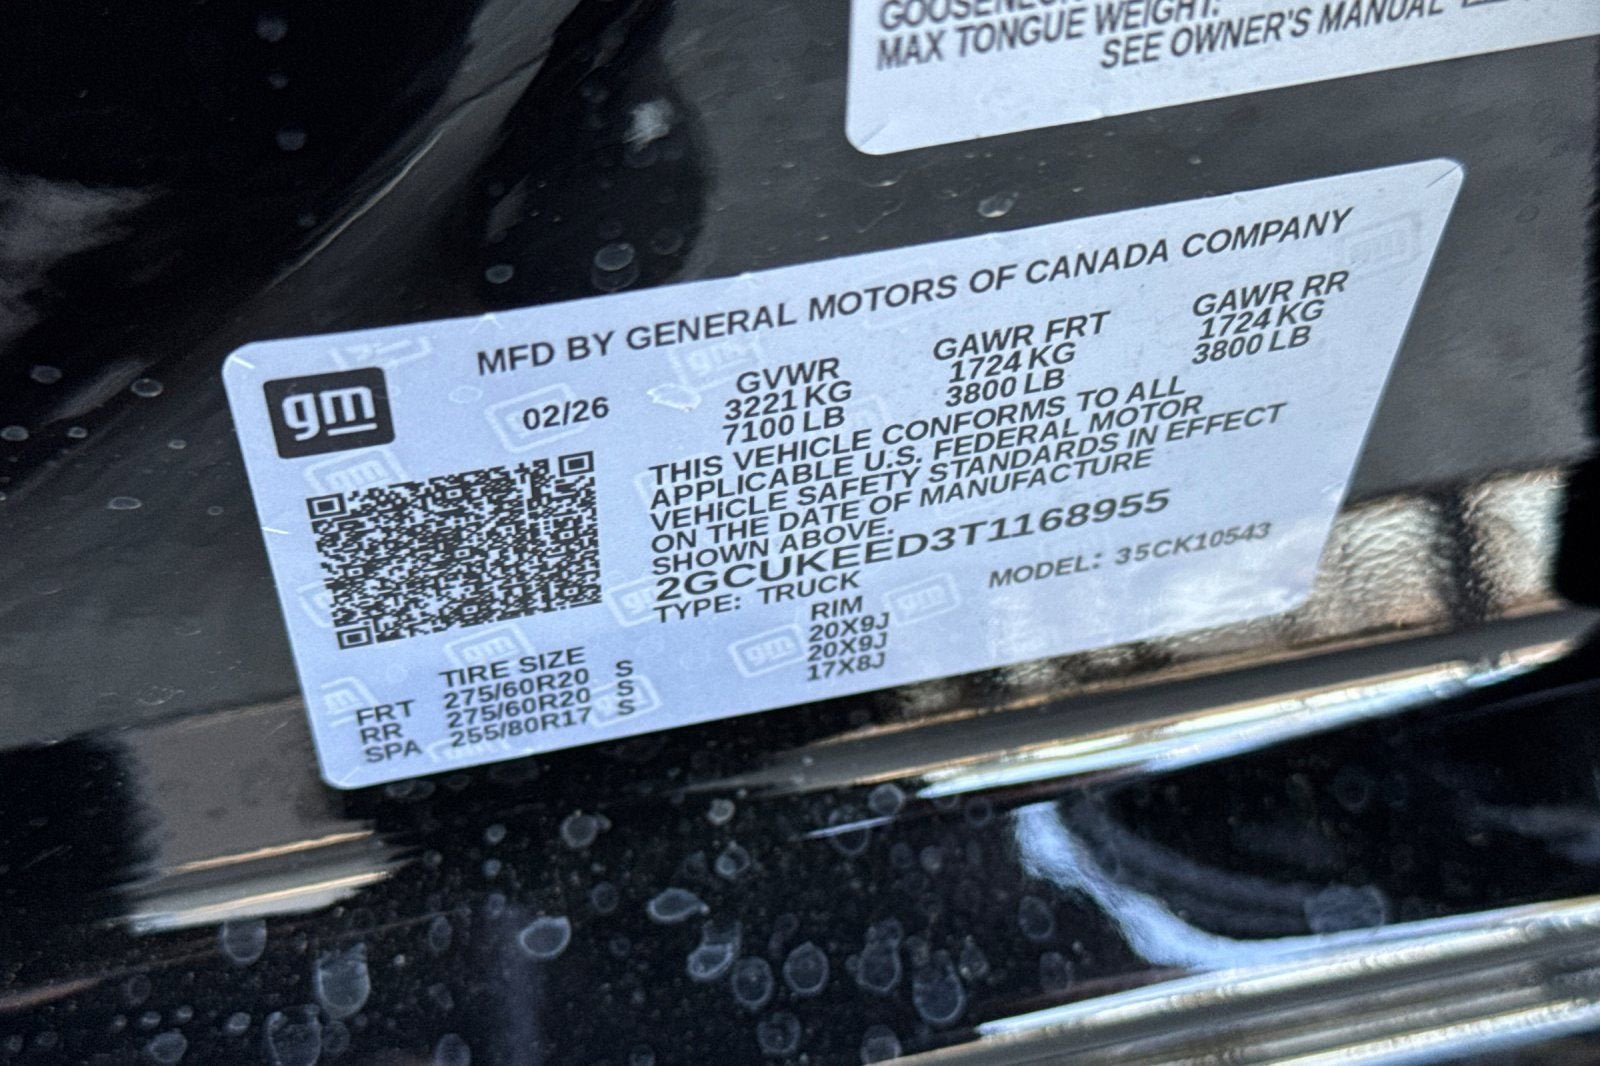 GOOSENECK
MAX TONGUE WEIGHT:
SEE OWNER'S MANUAL
MFD BY GENERAL MOTORS OF CANADA COMPANY
gm
02/26
GVWR GAWR FRT GAWR RR
3221 KG 1724 KG 1724 KG
7100 LB 3800 LB 3800 LB
THIS VEHICLE CONFORMS TO ALL
APPLICABLE U.S. FEDERAL MOTOR
VEHICLE SAFETY STANDARDS IN EFFECT
ON THE DATE OF MANUFACTURE
SHOWN ABOVE.
2GCUKEED3T1168955
TYPE: TRUCK MODEL: 35CK10543
TIRE SIZE RIM
FRT 275/60R20 S 20X9J
RR 275/60R20 S 20X9J
SPA 255/80R17 S 17X8J